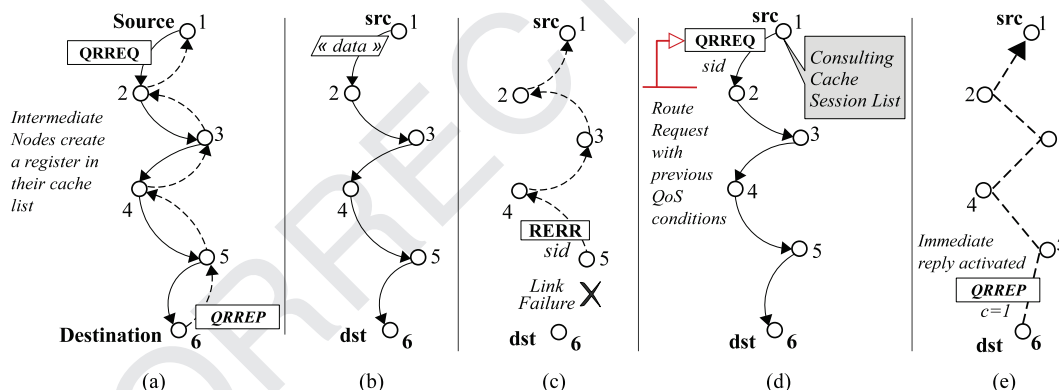 Source
1
QRREQ
2
Intermediate
Nodes create
a register in
their cache
list
3
4
5
QRREP
Destination
6
(a)
src
1
« data »
2
3
4
5
dst
6
(b)
src
1
2
3
4
RERR
sid
5
Link
Failure
dst
6
(c)
src
1
QRREQ
sid
Consulting
Cache
Session List
2
Route
Request
with
previous
QoS
conditions
3
4
5
dst
6
(d)
src
1
2
4
Immediate
reply activated
QRREP
c=1
dst
6
(e)
ORRECT